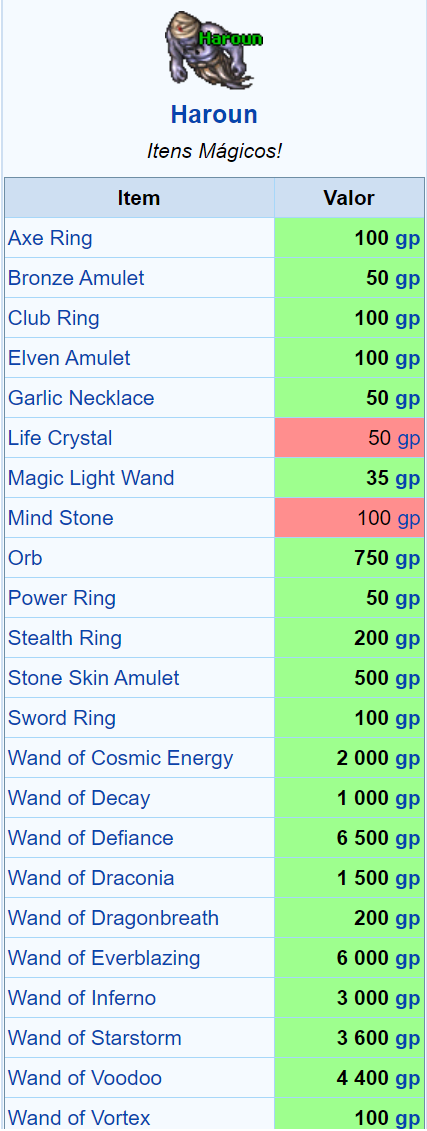 Haroun
Haroun
Itens Mágicos!
Item Valor
Axe Ring 100 gp
Bronze Amulet 50 gp
Club Ring 100 gp
Elven Amulet 100 gp
Garlic Necklace 50 gp
Life Crystal 50 gp
Magic Light Wand 35 gp
Mind Stone 100 gp
Orb 750 gp
Power Ring 50 gp
Stealth Ring 200 gp
Stone Skin Amulet 500 gp
Sword Ring 100 gp
Wand of Cosmic Energy 2 000 gp
Wand of Decay 1 000 gp
Wand of Defiance 6 500 gp
Wand of Draconia 1 500 gp
Wand of Dragonbreath 200 gp
Wand of Everblazing 6 000 gp
Wand of Inferno 3 000 gp
Wand of Starstorm 3 600 gp
Wand of Voodoo 4 400 gp
Wand of Vortex 100 gp